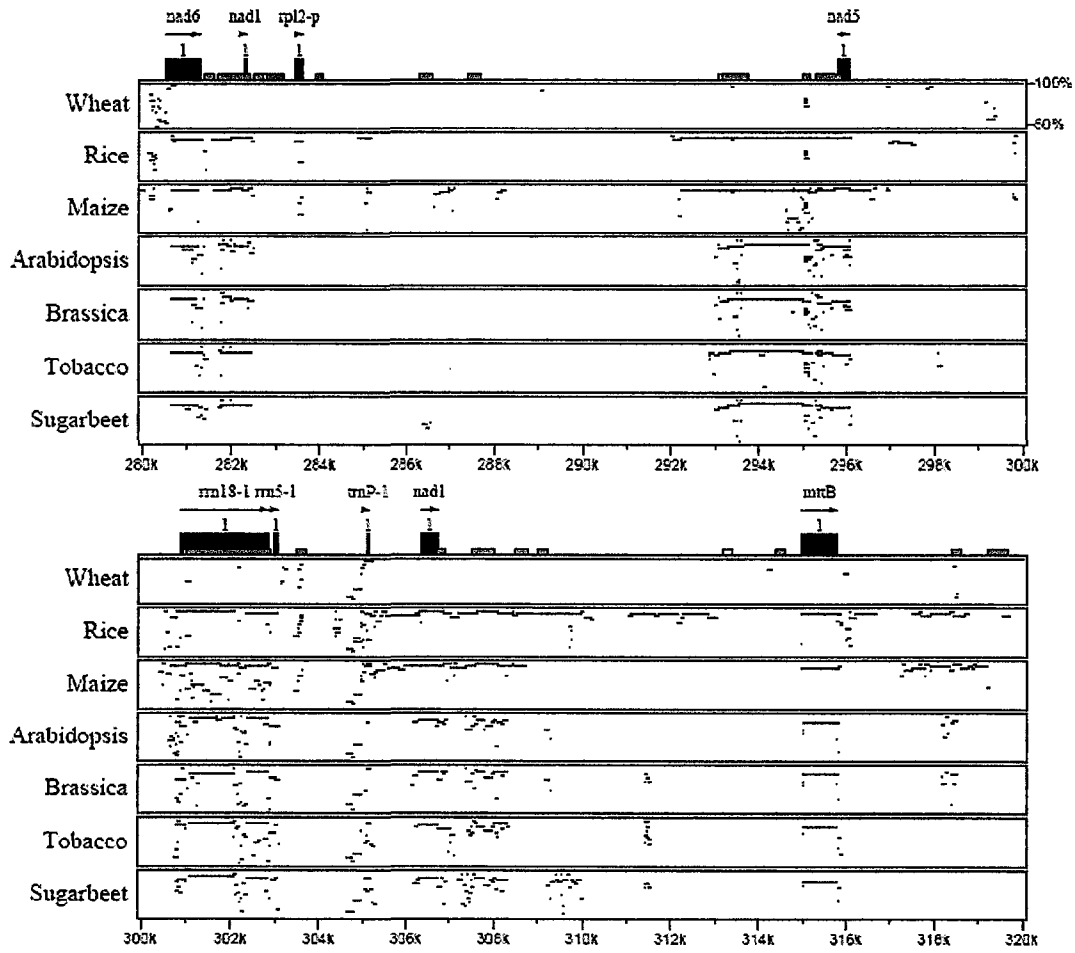 nad6 nad1 rpl2-p nad5
1 1 1 1
100%
Wheat
50%
Rice
Maize
Arabidopsis
Brassica
Tobacco
Sugarbeet
280k 282k 284k 286k 288k 290k 292k 294k 296k 298k 300k
rrn18-1 rrn5-1 trnP-1 nad1 mttB
1 1 1 1 1
Wheat
Rice
Maize
Arabidopsis
Brassica
Tobacco
Sugarbeet
300k 302k 304k 306k 308k 310k 312k 314k 316k 318k 320k